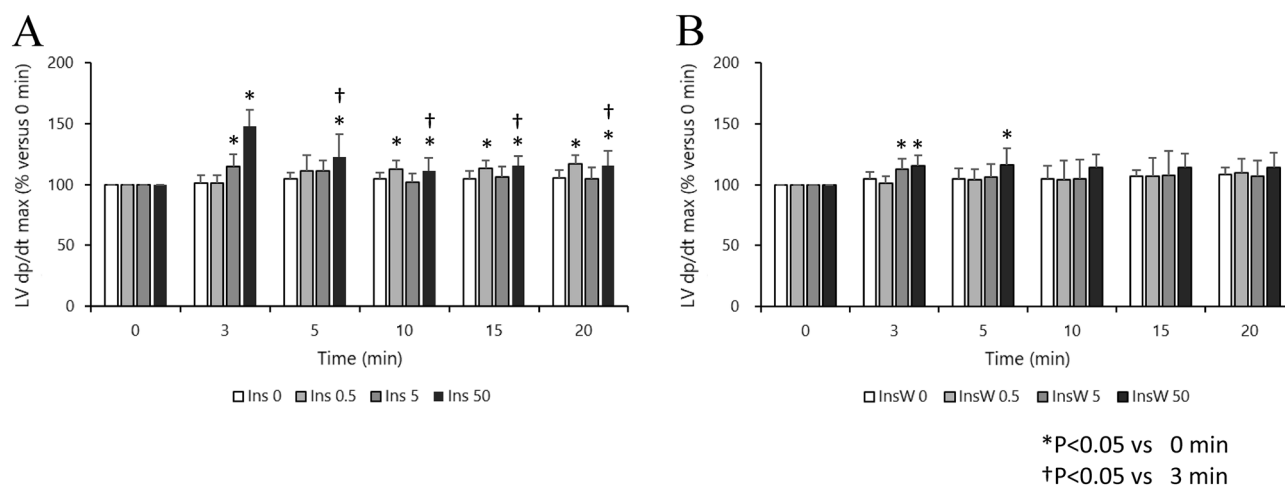 A
LV dp/dt max (% versus 0 min)
200
150
100
50
0
*
*
†
*
*
†
*
*
†
*
*
†
*
0 3 5 10 15 20
Time (min)
Ins 0 Ins 0.5 Ins 5 Ins 50
B
LV dp/dt max (% versus 0 min)
200
150
100
50
0
* *
*
0 3 5 10 15 20
Time (min)
InsW 0 InsW 0.5 InsW 5 InsW 50
*P<0.05 vs 0 min
†P<0.05 vs 3 min